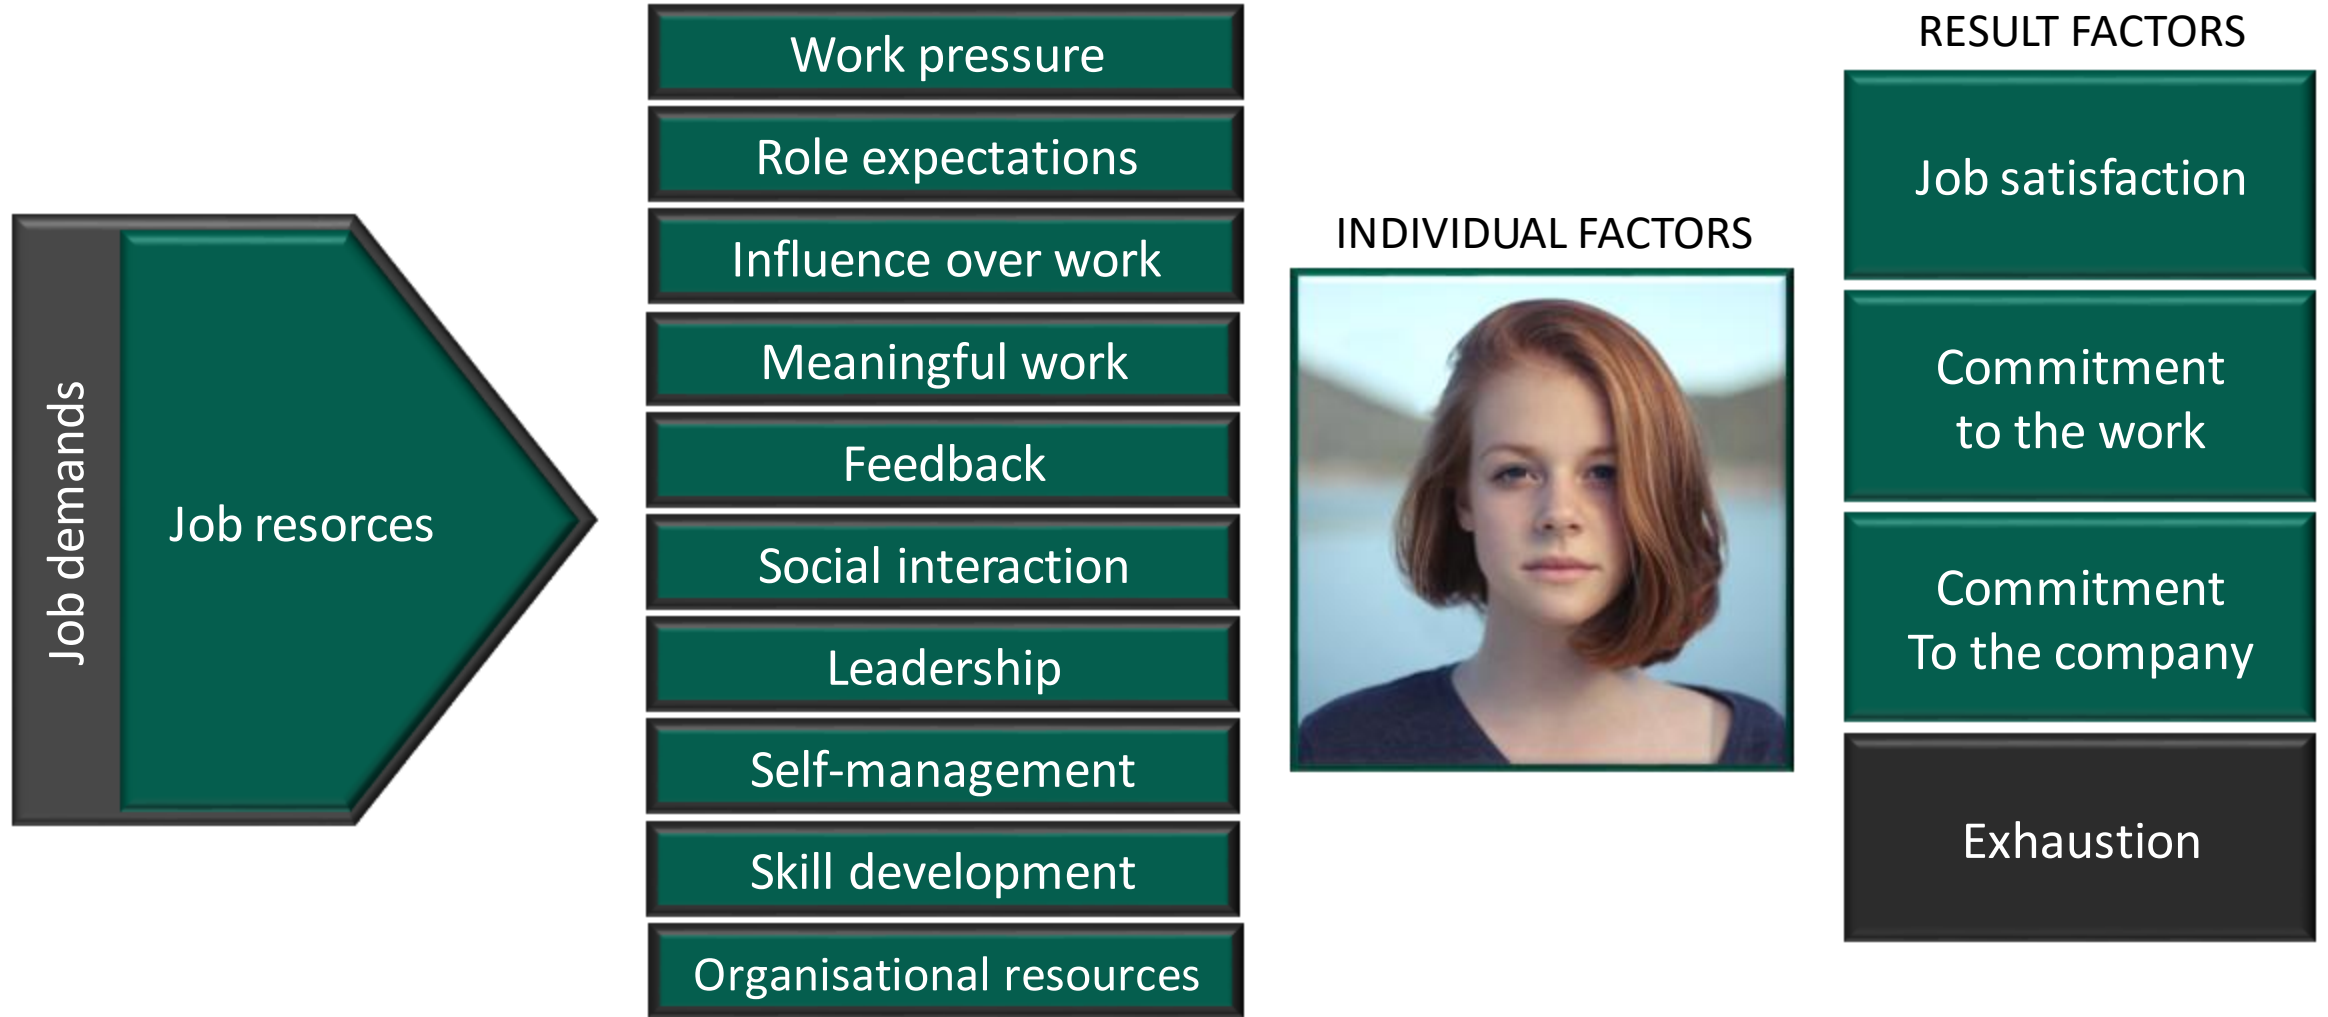 Job demands
Job resorces
Work pressure
Role expectations
Influence over work
Meaningful work
Feedback
Social interaction
Leadership
Self-management
Skill development
Organisational resources
INDIVIDUAL FACTORS
RESULT FACTORS
Job satisfaction
Commitment
to the work
Commitment
To the company
Exhaustion